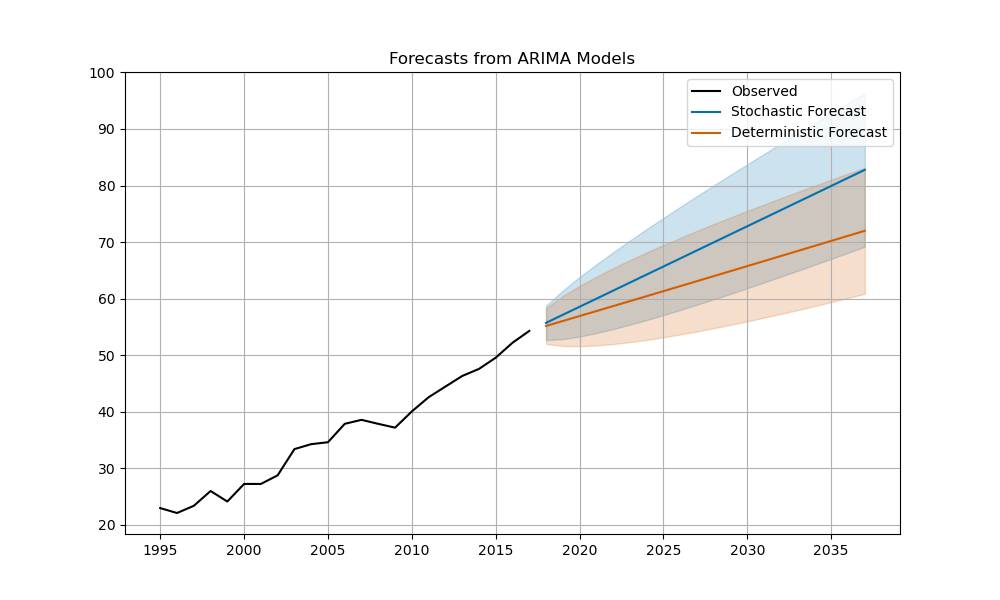 Forecasts from ARIMA Models
100
90
80
70
60
50
40
30
20
Observed
Stochastic Forecast
Deterministic Forecast
1995 2000 2005 2010 2015 2020 2025 2030 2035